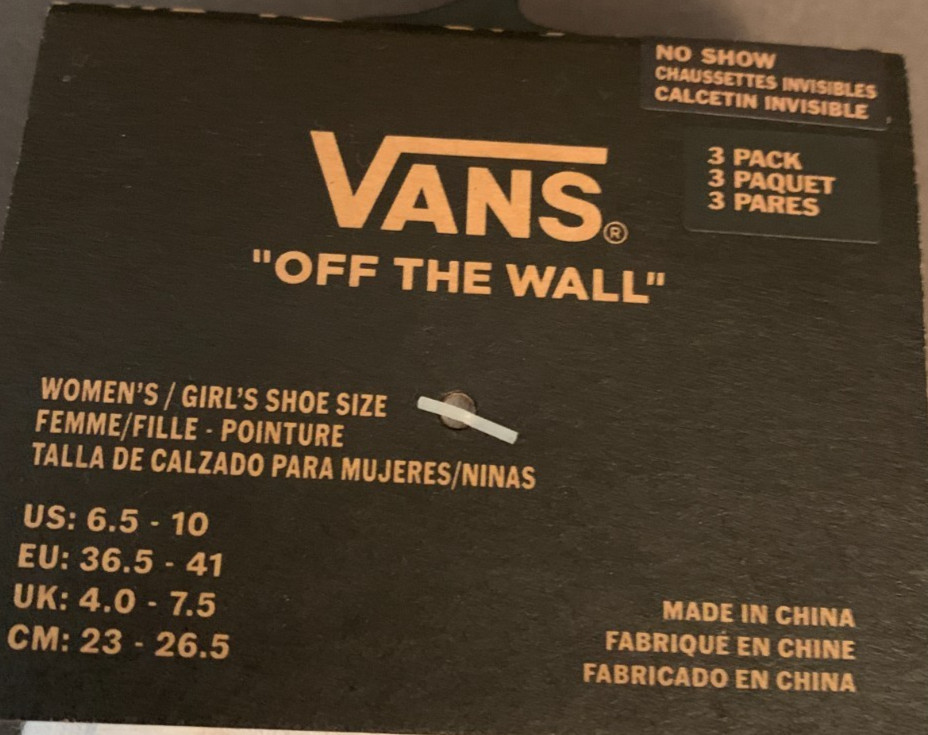 NO SHOW
CHAUSSETTES INVISIBLES
CALCETIN INVISIBLE
3 PACK
3 PAQUET
3 PARES
VANS®
"OFF THE WALL"
WOMEN'S / GIRL'S SHOE SIZE
FEMME/FILLE - POINTURE
TALLA DE CALZADO PARA MUJERES/NINAS
US: 6.5 - 10
EU: 36.5 - 41
UK: 4.0 - 7.5
CM: 23 - 26.5
MADE IN CHINA
FABRIQUÉ EN CHINE
FABRICADO EN CHINA